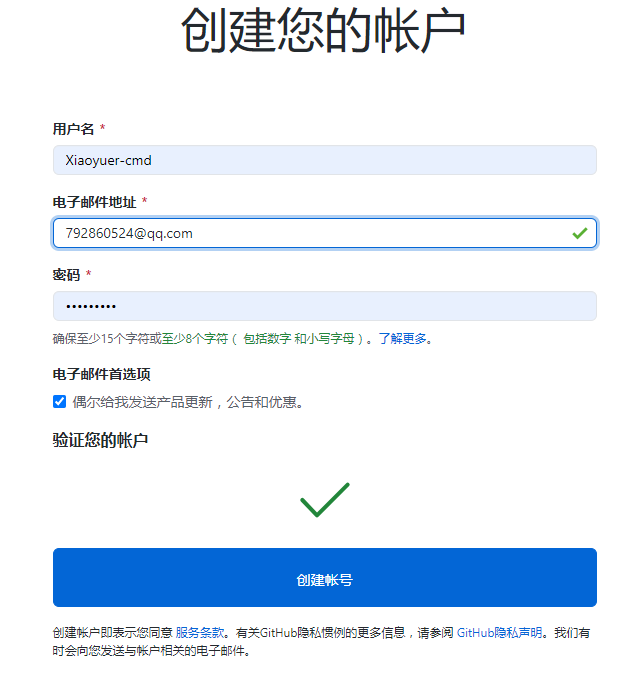 创建您的帐户
用户名 *
Xiaoyuer-cmd
电子邮件地址 *
792860524@qq.com
密码 *
•••••••••
确保至少15个字符或至少8个字符（ 包括数字 和小写字母 ）。了解更多。
电子邮件首选项
偶尔给我发送产品更新，公告和优惠。
验证您的帐户
创建帐号
创建帐户即表示您同意 服务条款。有关GitHub隐私惯例的更多信息，请参阅 GitHub隐私声明。我们有
时会向您发送与帐户相关的电子邮件。